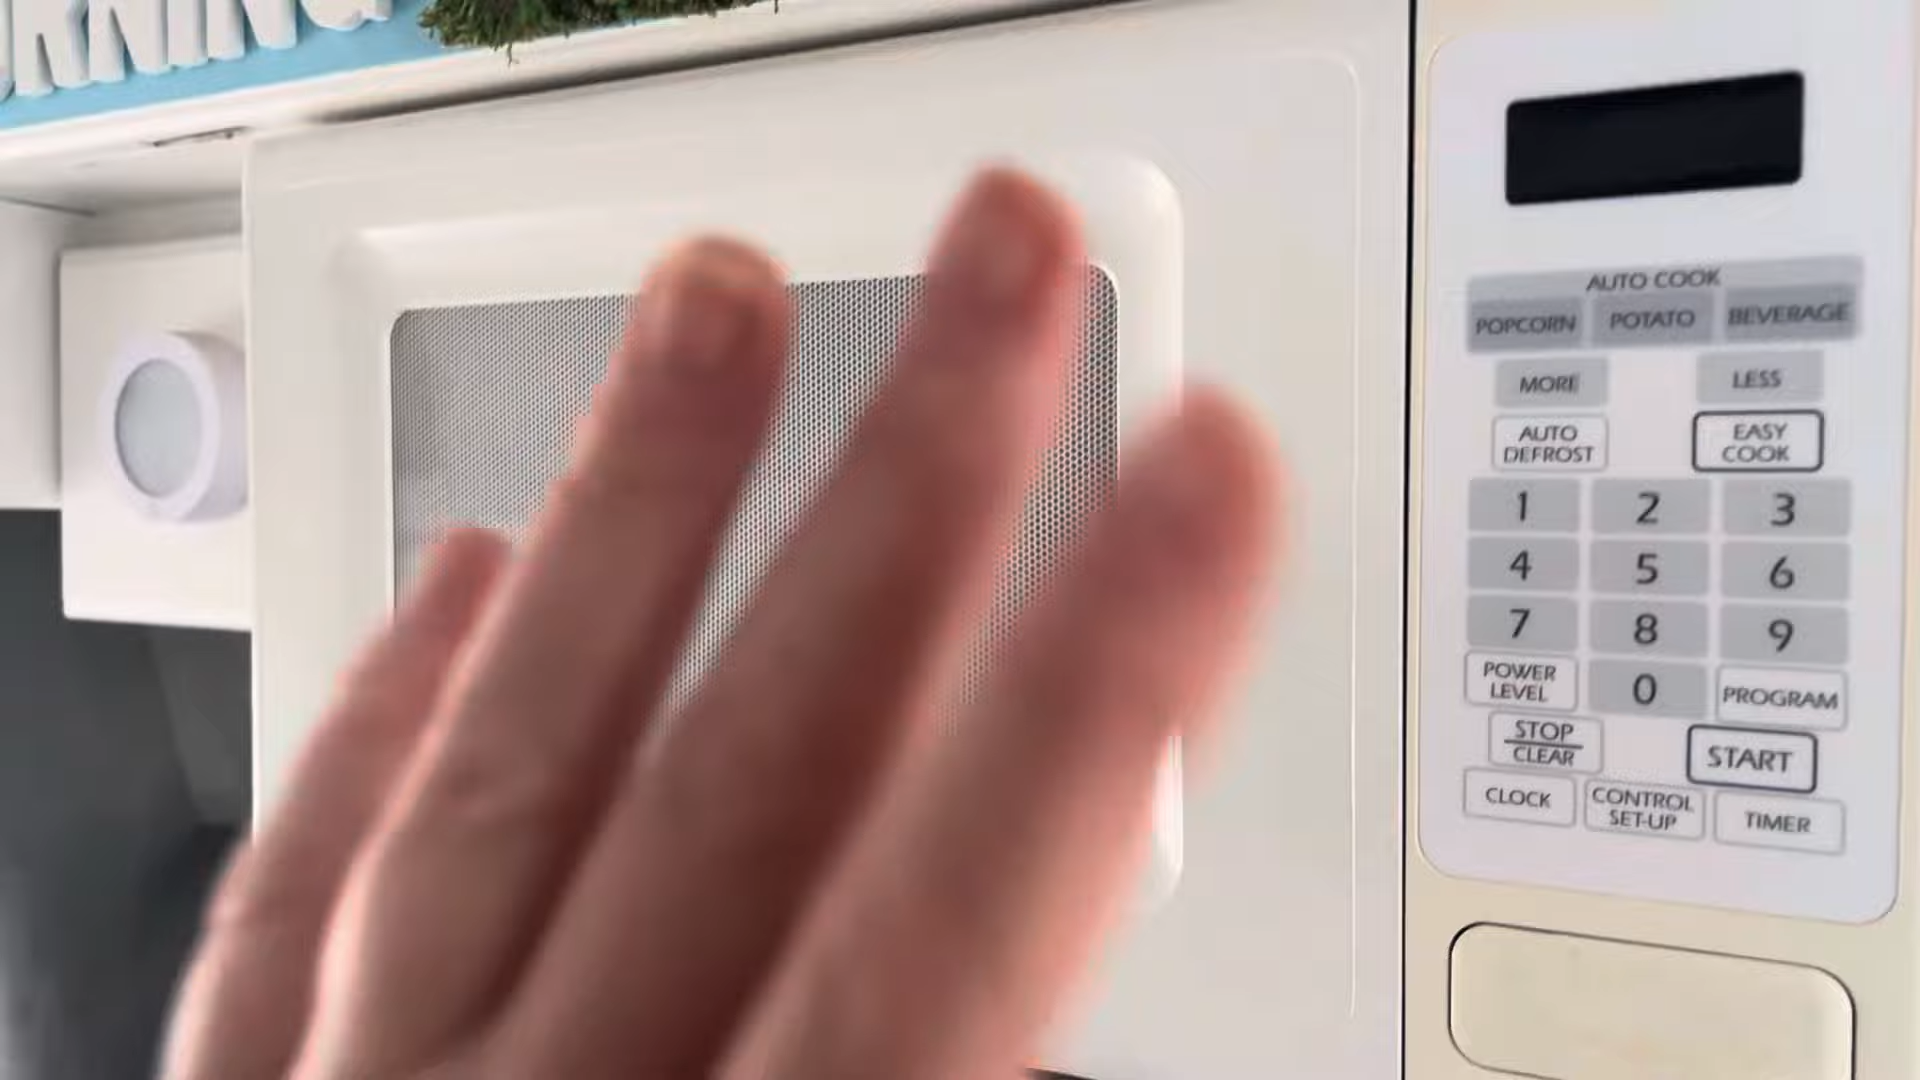 RNING
AUTO COOK
POPCORN POTATO BEVERAGE
MORE LESS
AUTO
DEFROST
EASY
COOK
1 2 3
4 5 6
7 8 9
POWER
LEVEL
0
PROGRAM
STOP
CLEAR
START
CLOCK
CONTROL
SET-UP
TIMER